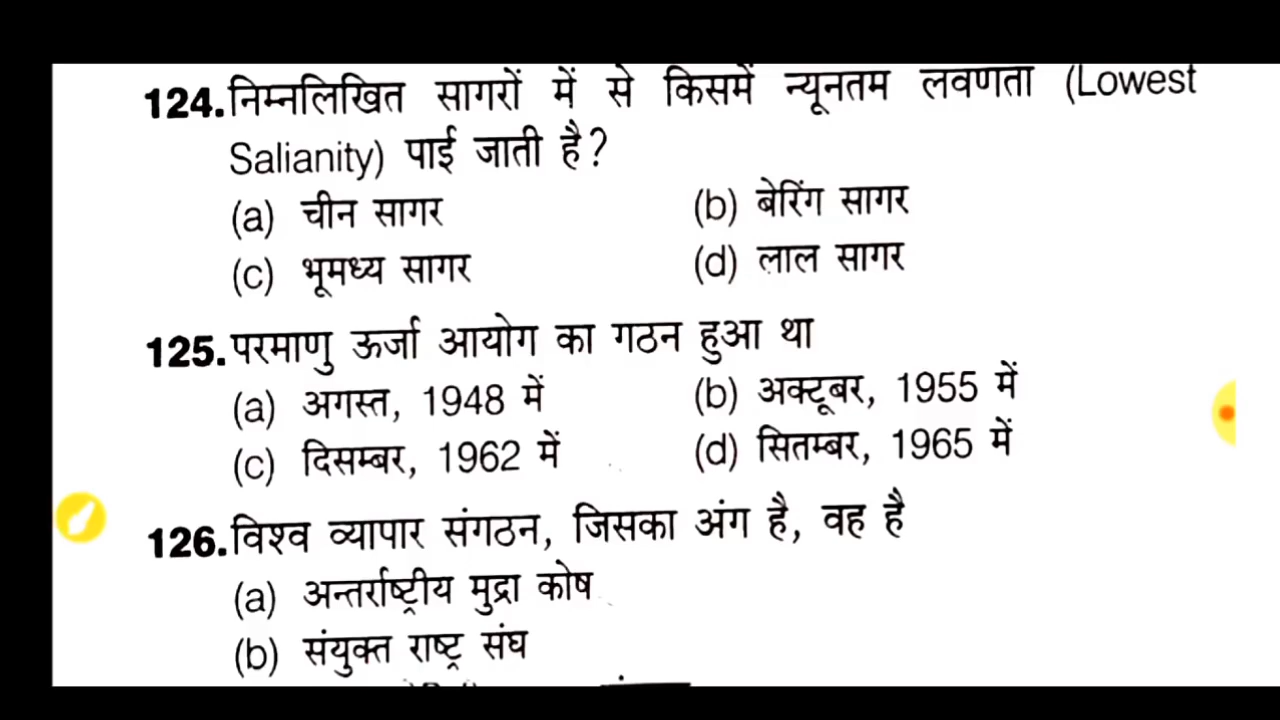 124. निम्नलिखित सागरों में से किसमें न्यूनतम लवणता (Lowest
Salianity) पाई जाती है?
(a) चीन सागर (b) बेरिंग सागर
(c) भूमध्य सागर (d) लाल सागर
125. परमाणु ऊर्जा आयोग का गठन हुआ था
(a) अगस्त, 1948 में (b) अक्टूबर, 1955 में
(c) दिसम्बर, 1962 में (d) सितम्बर, 1965 में
126. विश्व व्यापार संगठन, जिसका अंग है, वह है
(a) अन्तर्राष्ट्रीय मुद्रा कोष
(b) संयुक्त राष्ट्र संघ